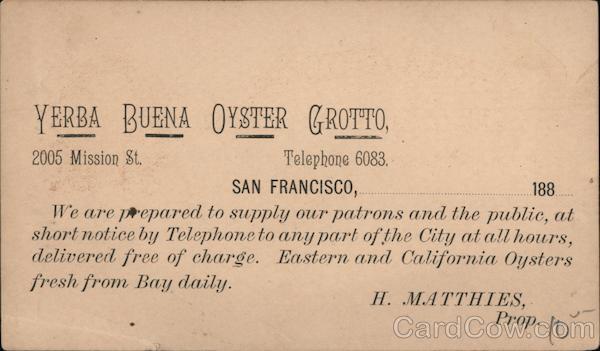 YERBA BUENA OYSTER GROTTO,
2005 Mission St. Telephone 6083.
SAN FRANCISCO, 188
We are prepared to supply our patrons and the public, at
short notice by Telephone to any part of the City at all hours,
delivered free of charge. Eastern and California Oysters
fresh from Bay daily.
H. MATTHIES,
Prop.
CardCow.com